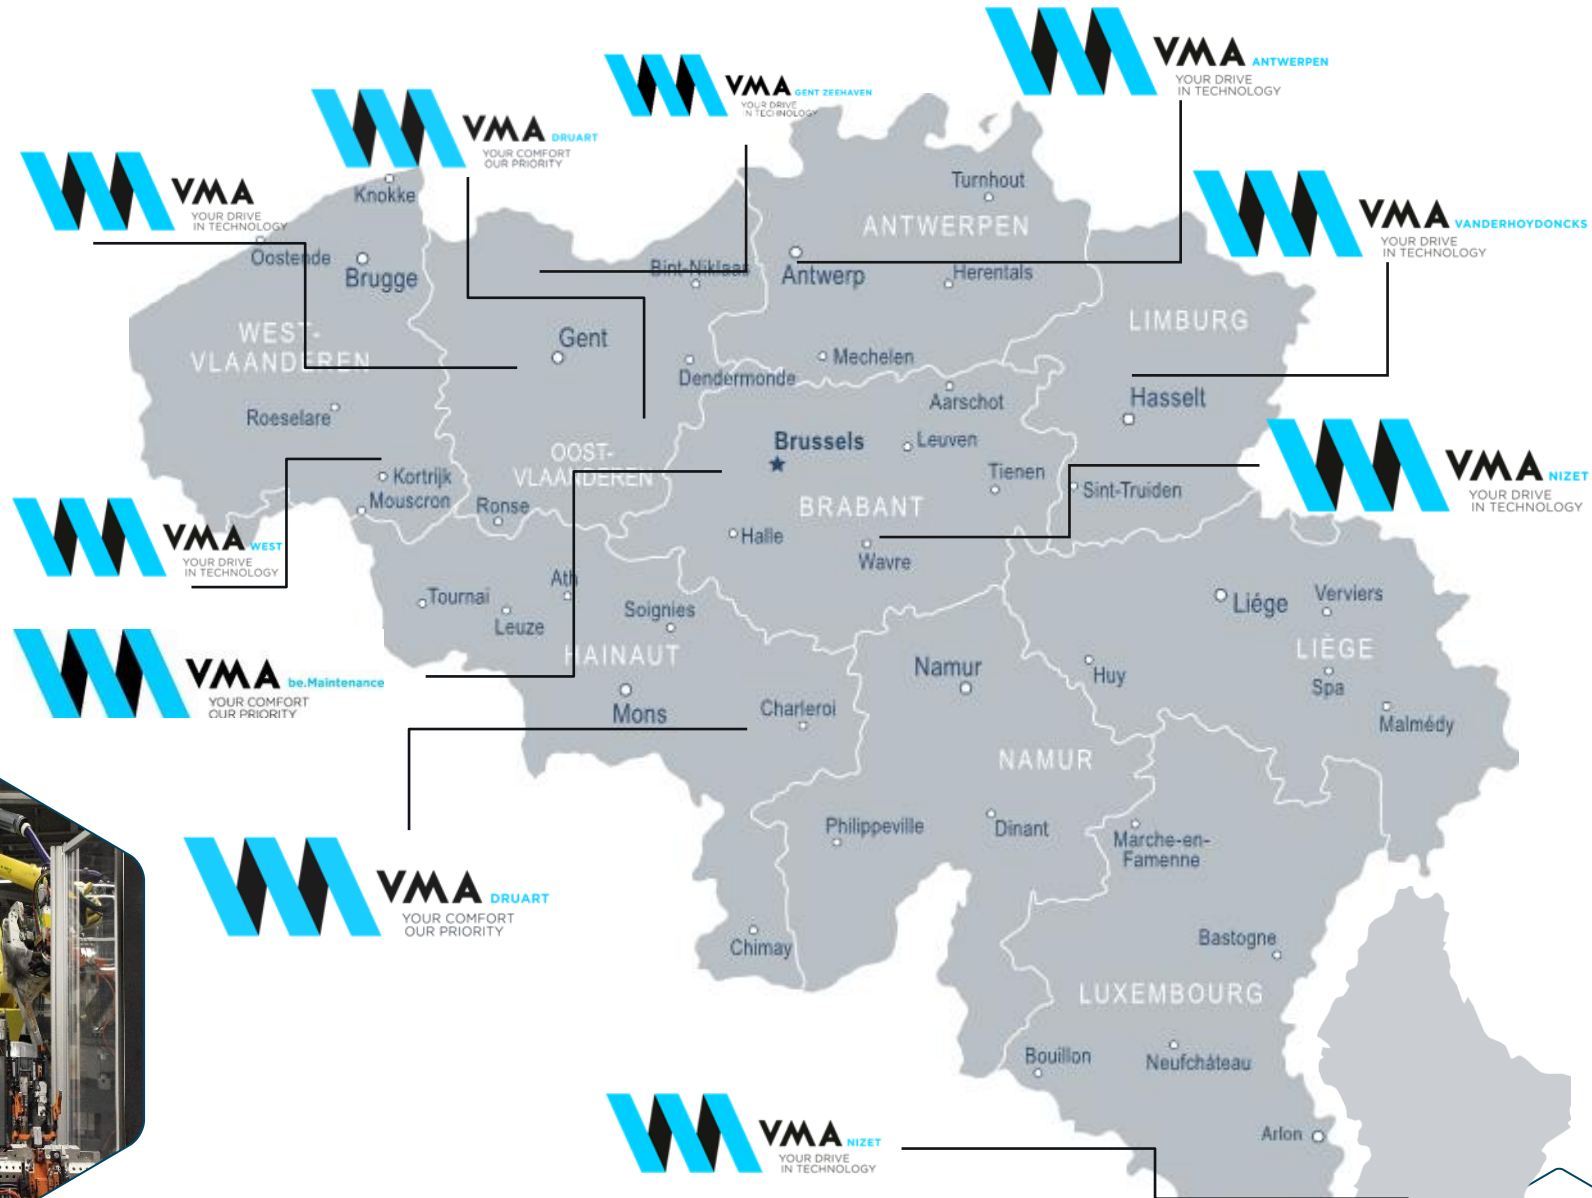 VMA ANTWERPEN
YOUR DRIVE
IN TECHNOLOGY
VMA GENT ZEEHAVEN
YOUR DRIVE
IN TECHNOLOGY
VMA DRUART
YOUR COMFORT
OUR PRIORITY
VMA
YOUR DRIVE
IN TECHNOLOGY
VMA VANDERHOYDONCKS
YOUR DRIVE
IN TECHNOLOGY
Knokke
Turnhout
ANTWERPEN
Oostende
Brugge
Bint-Niklaas
Antwerp
Herentals
WEST-
VLAANDEREN
Gent
LIMBURG
Mechelen
Dendermonde
Aarschot
Hasselt
Roeselare
Brussels
Leuven
OOST-
VLAANDEREN
Tienen
Kortrijk
Mouscron
Ronse
BRABANT
Sint-Truiden
VMA NIZET
YOUR DRIVE
IN TECHNOLOGY
VMA WEST
YOUR DRIVE
IN TECHNOLOGY
Halle
Wavre
Ath
Tournai
Leuze
Soignies
Liége
Verviers
HAINAUT
LIÈGE
Namur
Huy
Spa
VMA be.Maintenance
YOUR COMFORT
OUR PRIORITY
Mons
Charleroi
Malmédy
NAMUR
Philippeville
Dinant
Marche-en-
Famenne
VMA DRUART
YOUR COMFORT
OUR PRIORITY
Chimay
Bastogne
LUXEMBOURG
Bouillon
Neufchâteau
VMA NIZET
YOUR DRIVE
IN TECHNOLOGY
Arlon